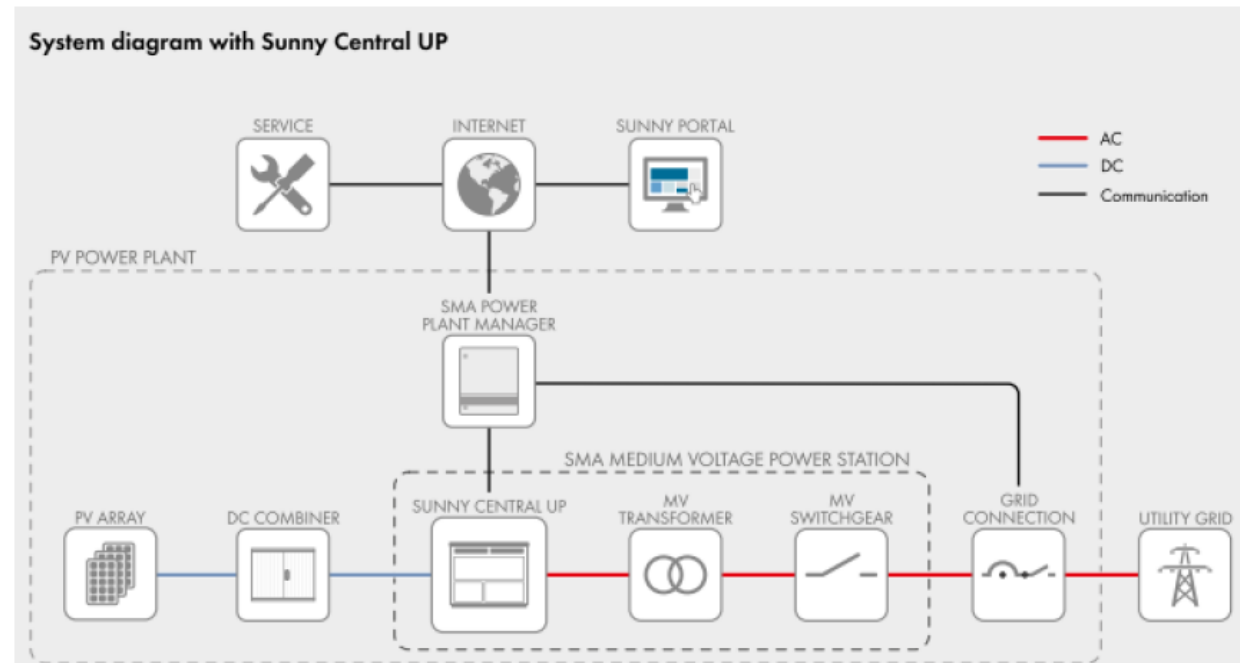 System diagram with Sunny Central UP
SERVICE
INTERNET
SUNNY PORTAL
AC
DC
Communication
PV POWER PLANT
SMA POWER
PLANT MANAGER
SMA MEDIUM VOLTAGE POWER STATION
PV ARRAY
DC COMBINER
SUNNY CENTRAL UP
MV
TRANSFORMER
MV
SWITCHGEAR
GRID
CONNECTION
UTILITY GRID